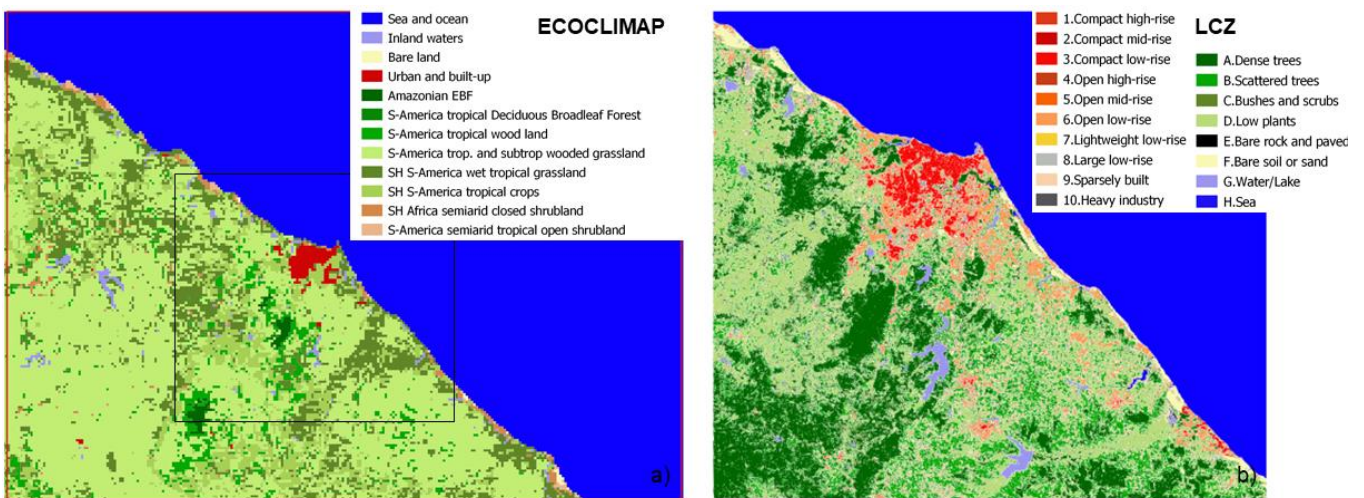 ECOCLIMAP
Sea and ocean
Inland waters
Bare land
Urban and built-up
Amazonian EBF
S-America tropical Deciduous Broadleaf Forest
S-America tropical wood land
S-America trop. and subtrop wooded grassland
SH S-America wet tropical grassland
SH S-America tropical crops
SH Africa semiarid closed shrubland
S-America semiarid tropical open shrubland
a)
LCZ
1.Compact high-rise
2.Compact mid-rise
3.Compact low-rise
4.Open high-rise
5.Open mid-rise
6.Open low-rise
7.Lightweight low-rise
8.Large low-rise
9.Sparsely built
10.Heavy industry
A.Dense trees
B.Scattered trees
C.Bushes and scrubs
D.Low plants
E.Bare rock and paved
F.Bare soil or sand
G.Water/Lake
H.Sea
b)